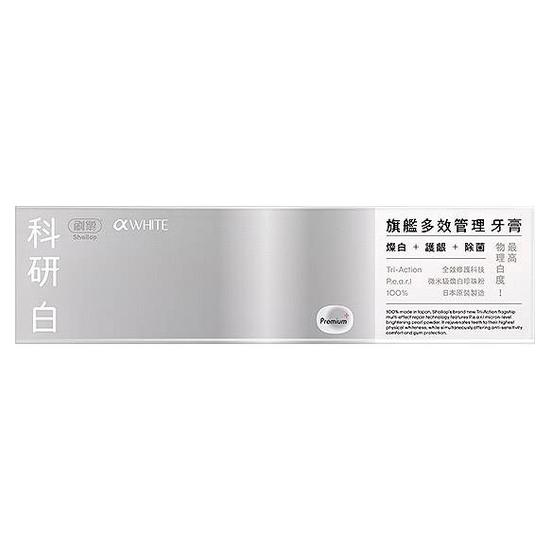 科研白
刷樂
Shallop
αWHITE
Premium+
旗艦多效管理 牙膏
燦白 + 護齦 + 除菌
最高
物理白度！
Tri-Action 全效修護科技
P.e.a.r.l 微米級煥白珍珠粉
100% 日本原裝製造
100% made in Japan, Shallop's brand new Tri-Action flagship
multi-effect repair technology features P.e.a.r.l micron-level
brightening pearl powder. It rejuvenates teeth to their highest
physical whiteness, while simultaneously offering anti-sensitivity
comfort and gum protection.